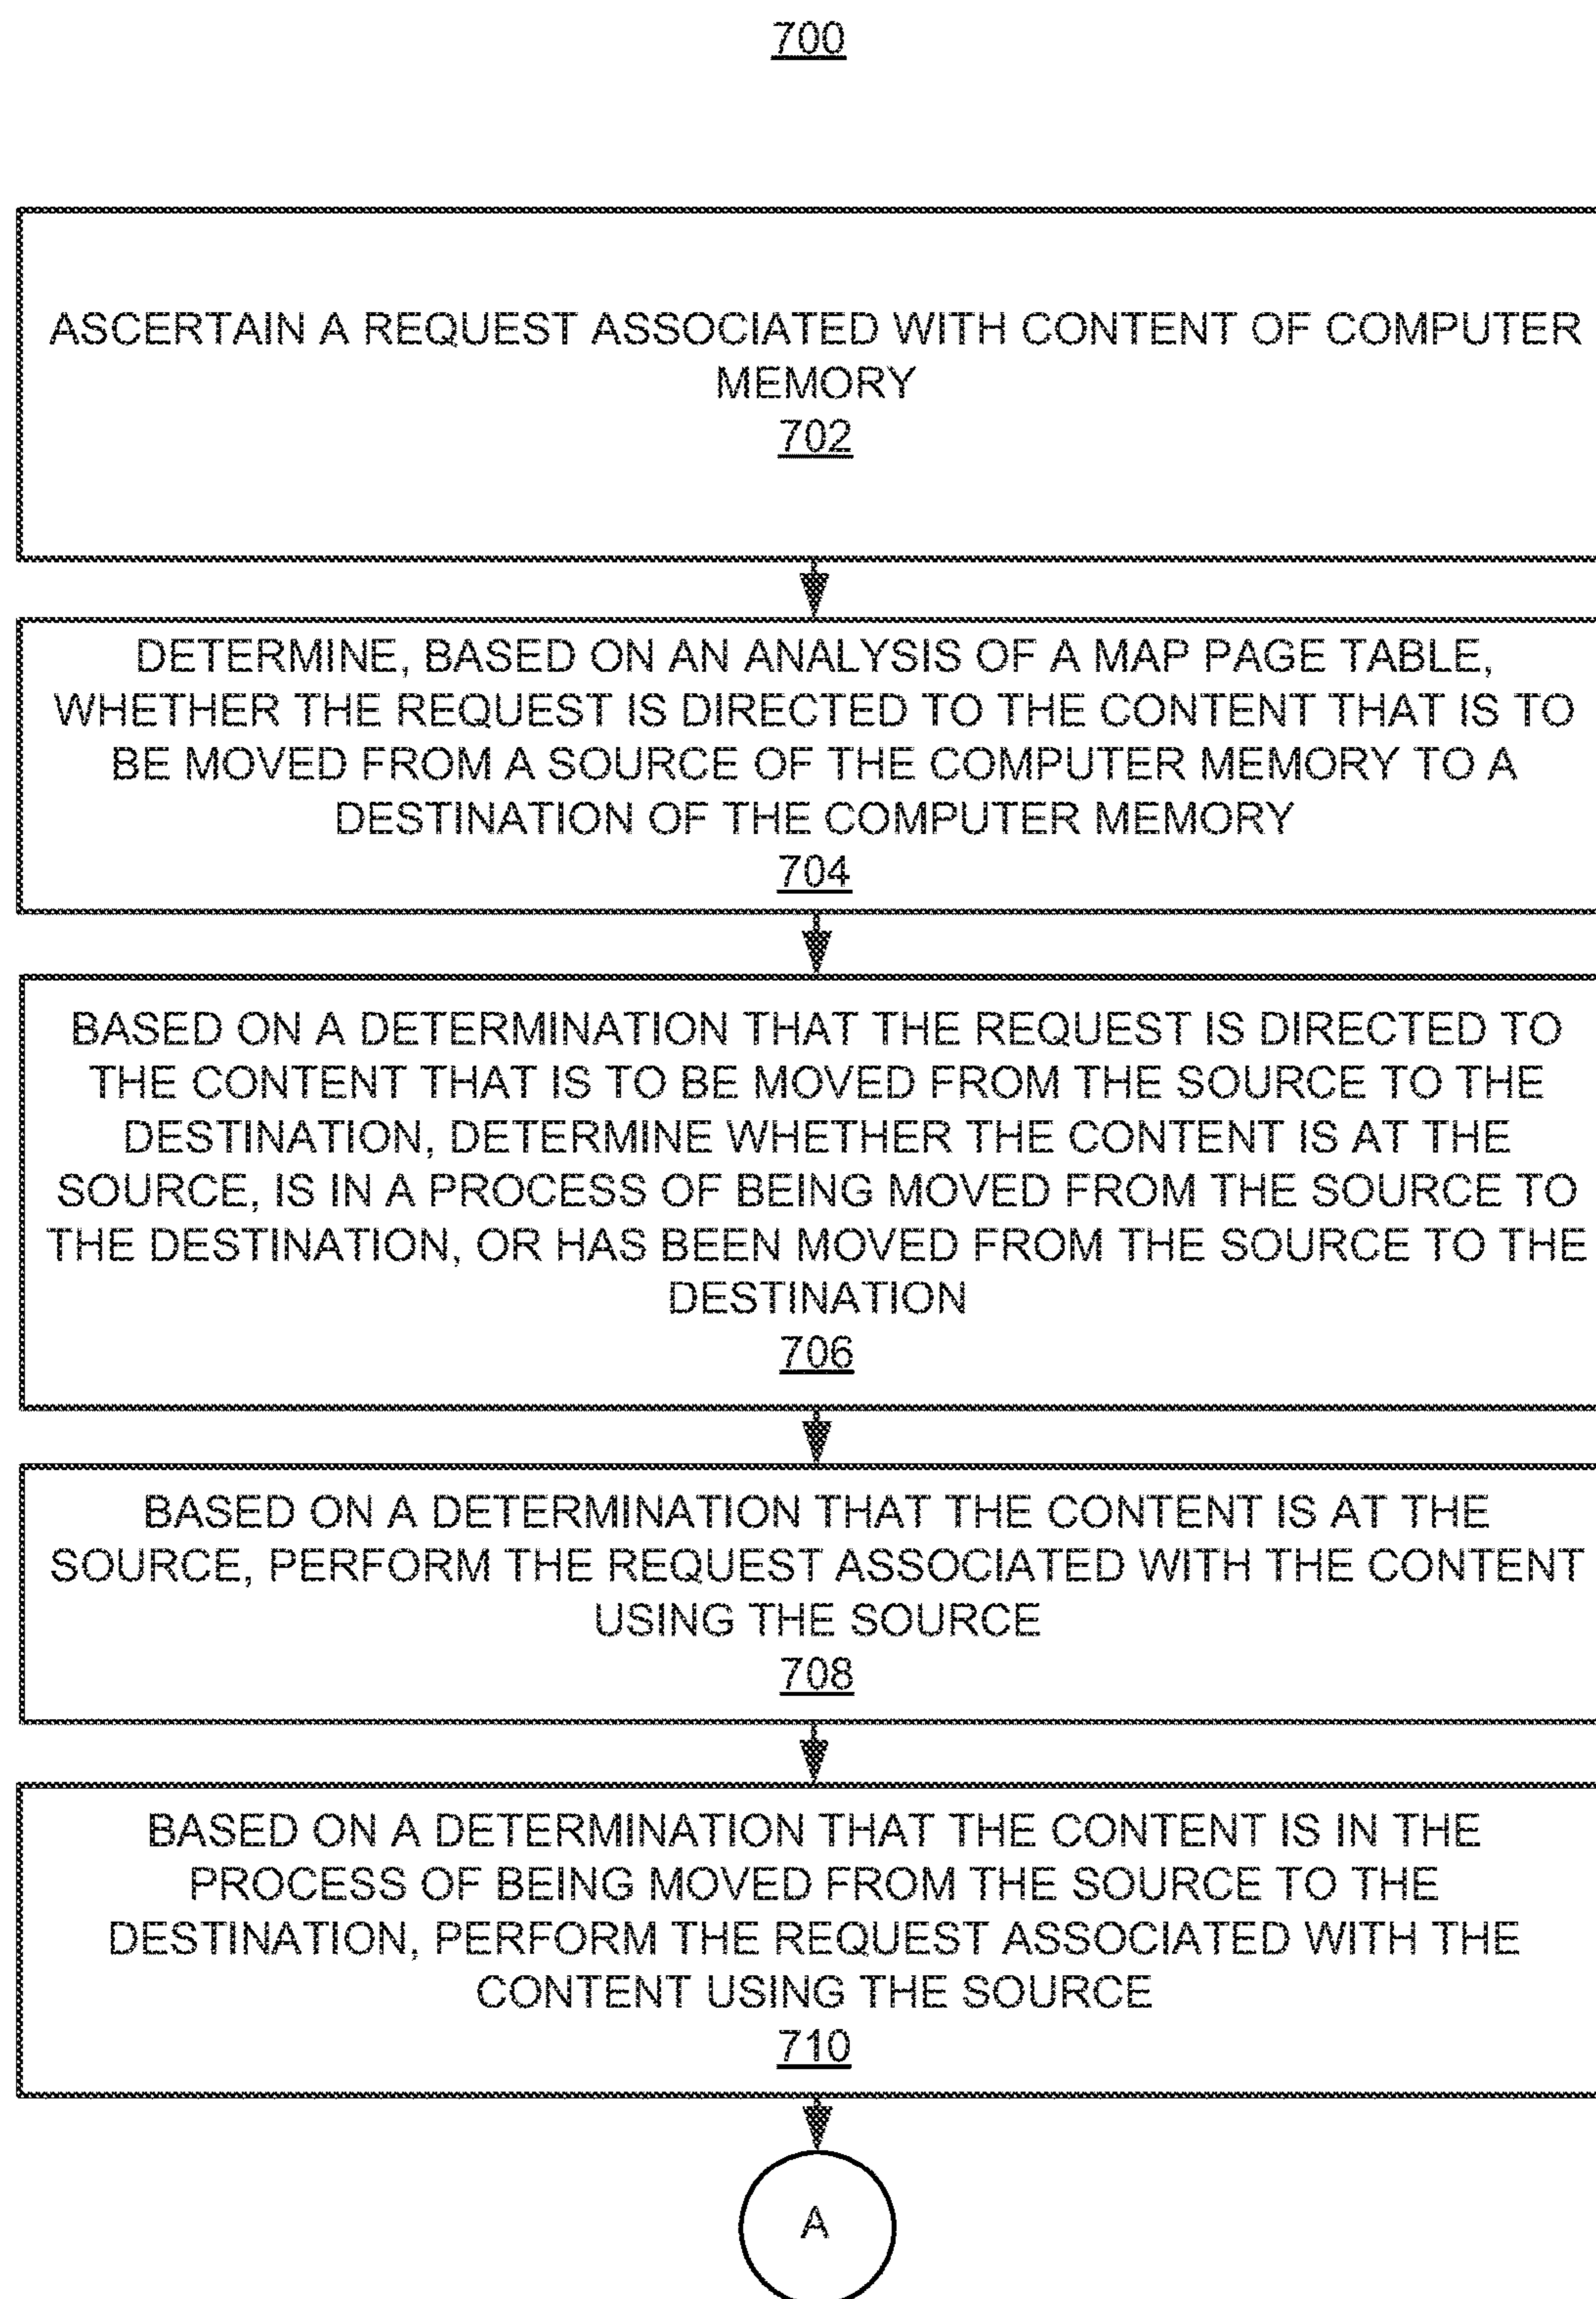 700
ASCERTAIN A REQUEST ASSOCIATED WITH CONTENT OF COMPUTER
MEMORY
702
DETERMINE, BASED ON AN ANALYSIS OF A MAP PAGE TABLE,
WHETHER THE REQUEST IS DIRECTED TO THE CONTENT THAT IS TO
BE MOVED FROM A SOURCE OF THE COMPUTER MEMORY TO A
DESTINATION OF THE COMPUTER MEMORY
704
BASED ON A DETERMINATION THAT THE REQUEST IS DIRECTED TO
THE CONTENT THAT IS TO BE MOVED FROM THE SOURCE TO THE
DESTINATION, DETERMINE WHETHER THE CONTENT IS AT THE
SOURCE, IS IN A PROCESS OF BEING MOVED FROM THE SOURCE TO
THE DESTINATION, OR HAS BEEN MOVED FROM THE SOURCE TO THE
DESTINATION
706
BASED ON A DETERMINATION THAT THE CONTENT IS AT THE
SOURCE, PERFORM THE REQUEST ASSOCIATED WITH THE CONTENT
USING THE SOURCE
708
BASED ON A DETERMINATION THAT THE CONTENT IS IN THE
PROCESS OF BEING MOVED FROM THE SOURCE TO THE
DESTINATION, PERFORM THE REQUEST ASSOCIATED WITH THE
CONTENT USING THE SOURCE
710
A